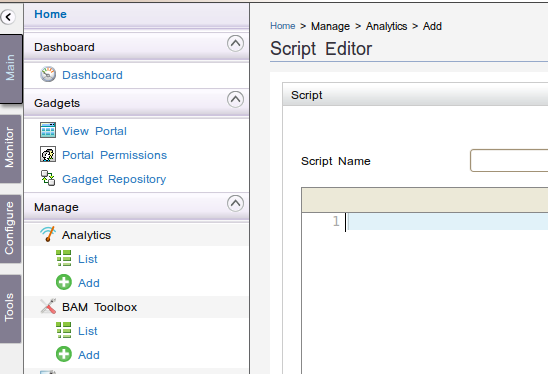 Home
Dashboard
Dashboard
Gadgets
View Portal
Portal Permissions
Gadget Repository
Manage
Analytics
List
Add
BAM Toolbox
List
Add
Main
Monitor
Configure
Tools
Home > Manage > Analytics > Add
Script Editor
Script
Script Name
1